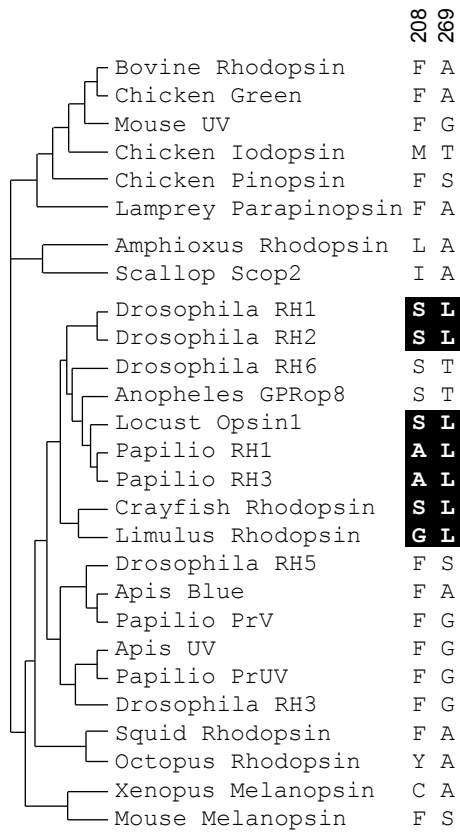 208 269
Bovine Rhodopsin F A
Chicken Green F A
Mouse UV F G
Chicken Iodopsin M T
Chicken Pinopsin F S
Lamprey Parapinopsin F A
Amphioxus Rhodopsin L A
Scallop Scop2 I A
Drosophila RH1 S L
Drosophila RH2 S L
Drosophila RH6 S T
Anopheles GPRop8 S T
Locust Opsin1 S L
Papilio RH1 A L
Papilio RH3 A L
Crayfish Rhodopsin S L
Limulus Rhodopsin G L
Drosophila RH5 F S
Apis Blue F A
Papilio PrV F G
Apis UV F G
Papilio PrUV F G
Drosophila RH3 F G
Squid Rhodopsin F A
Octopus Rhodopsin Y A
Xenopus Melanopsin C A
Mouse Melanopsin F S